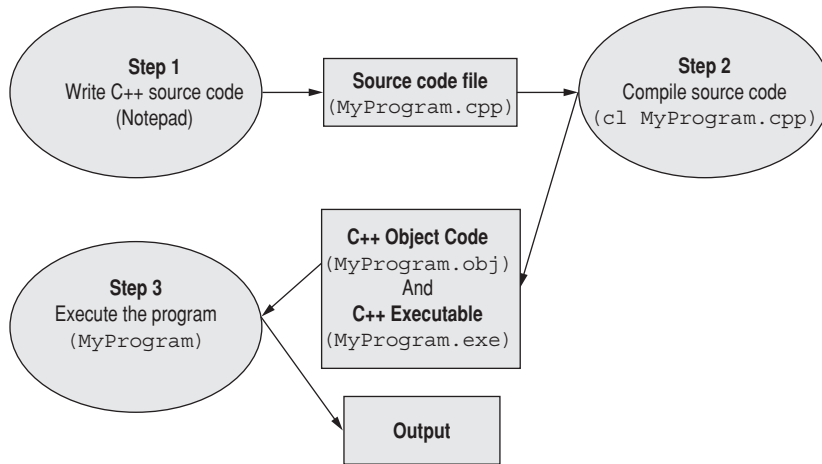 Step 1
Write C++ source code
(Notepad)
Source code file
(MyProgram.cpp)
Step 2
Compile source code
(cl MyProgram.cpp)
C++ Object Code
(MyProgram.obj)
And
C++ Executable
(MyProgram.exe)
Step 3
Execute the program
(MyProgram)
Output